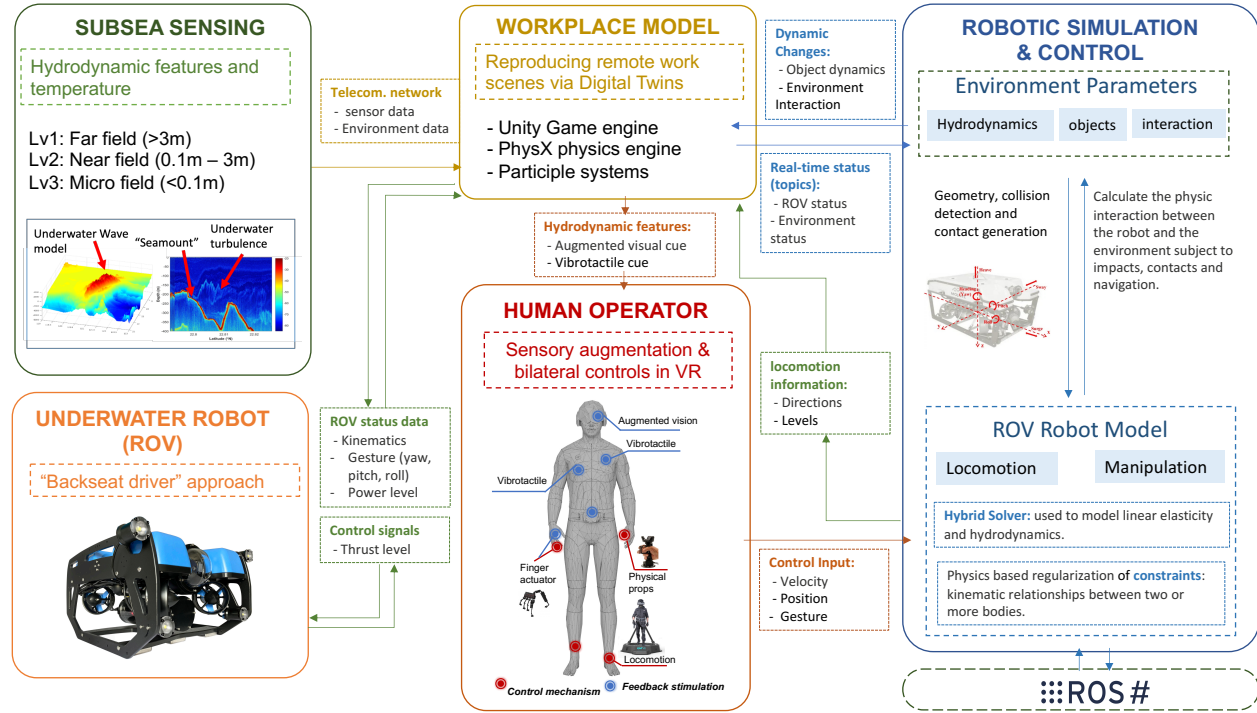 SUBSEA SENSING
Hydrodynamic features and
temperature
Lv1: Far field (>3m)
Lv2: Near field (0.1m – 3m)
Lv3: Micro field (<0.1m)
Underwater Wave
model
“Seamount”
Underwater
turbulence
Latitude (°N)
UNDERWATER ROBOT
(ROV)
“Backseat driver” approach
Telecom. network
- sensor data
- Environment data
ROV status data
- Kinematics
- Gesture (yaw,
pitch, roll)
- Power level
Control signals
- Thrust level
WORKPLACE MODEL
Reproducing remote work
scenes via Digital Twins
- Unity Game engine
- PhysX physics engine
- Participle systems
Hydrodynamic features:
- Augmented visual cue
- Vibrotactile cue
HUMAN OPERATOR
Sensory augmentation &
bilateral controls in VR
Augmented vision
Vibrotactile
Vibrotactile
Finger
actuator
Physical
props
Locomotion
Control mechanism
Feedback stimulation
Dynamic
Changes:
- Object dynamics
- Environment
Interaction
Real-time status
(topics):
- ROV status
- Environment
status
locomotion
information:
- Directions
- Levels
Control Input:
- Velocity
- Position
- Gesture
ROBOTIC SIMULATION
& CONTROL
Environment Parameters
Hydrodynamics
objects
interaction
Geometry, collision
detection and
contact generation
Heave
Sway
Surge
Calculate the physic
interaction between
the robot and the
environment subject to
impacts, contacts and
navigation.
ROV Robot Model
Locomotion
Manipulation
Hybrid Solver: used to model linear elasticity
and hydrodynamics.
Physics based regularization of constraints:
kinematic relationships between two or
more bodies.
ROS #